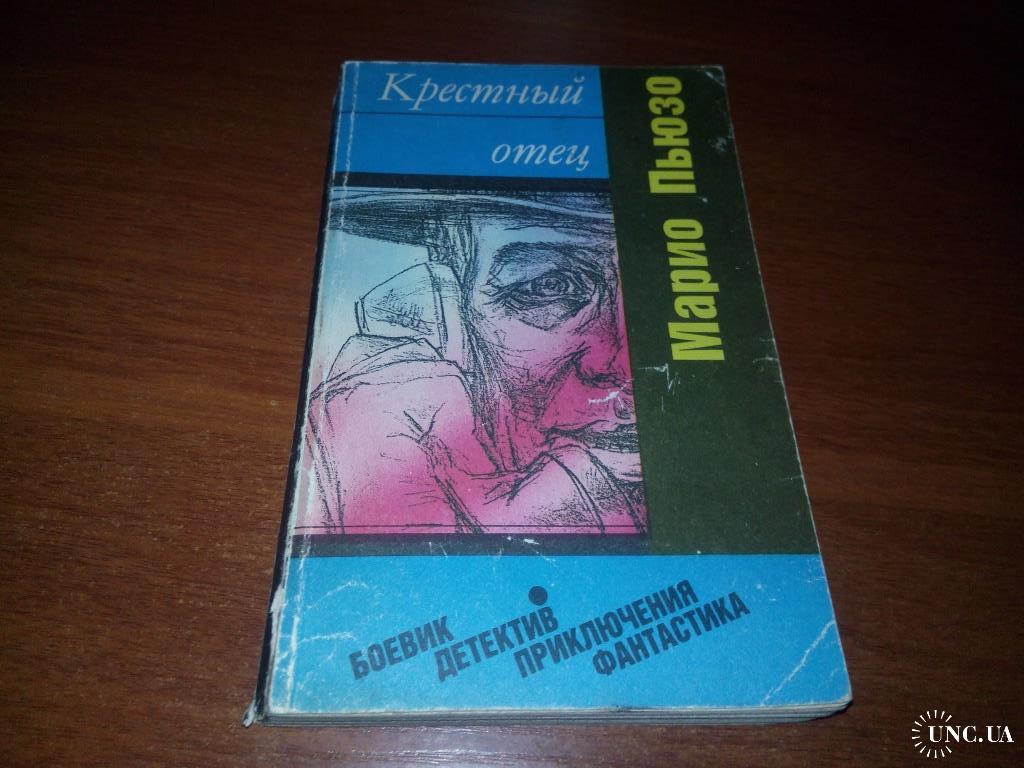 Крестный
отец
Марио Пьюзо
БОЕВИК
ДЕТЕКТИВ
ПРИКЛЮЧЕНИЯ
ФАНТАСТИКА
UNC.UA